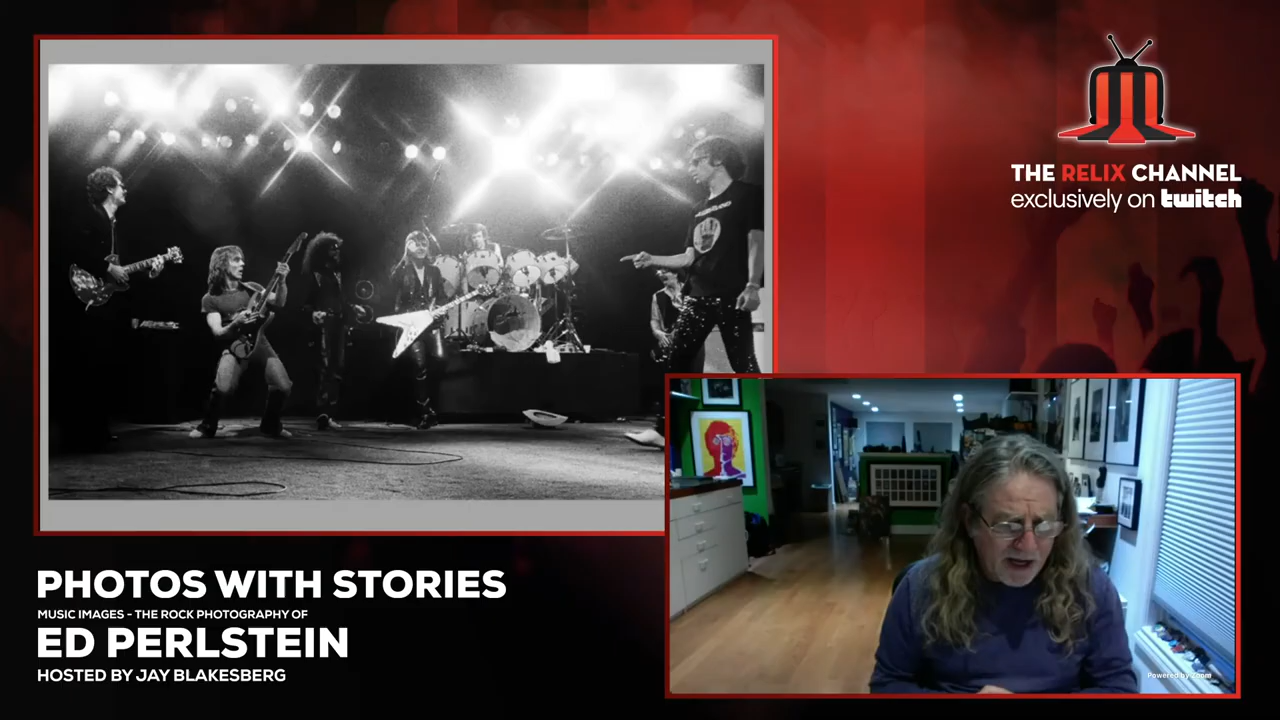 THE RELIX CHANNEL
exclusively on twitch
PHOTOS WITH STORIES
MUSIC IMAGES - THE ROCK PHOTOGRAPHY OF
ED PERLSTEIN
HOSTED BY JAY BLAKESBERG
Powered by Zoom